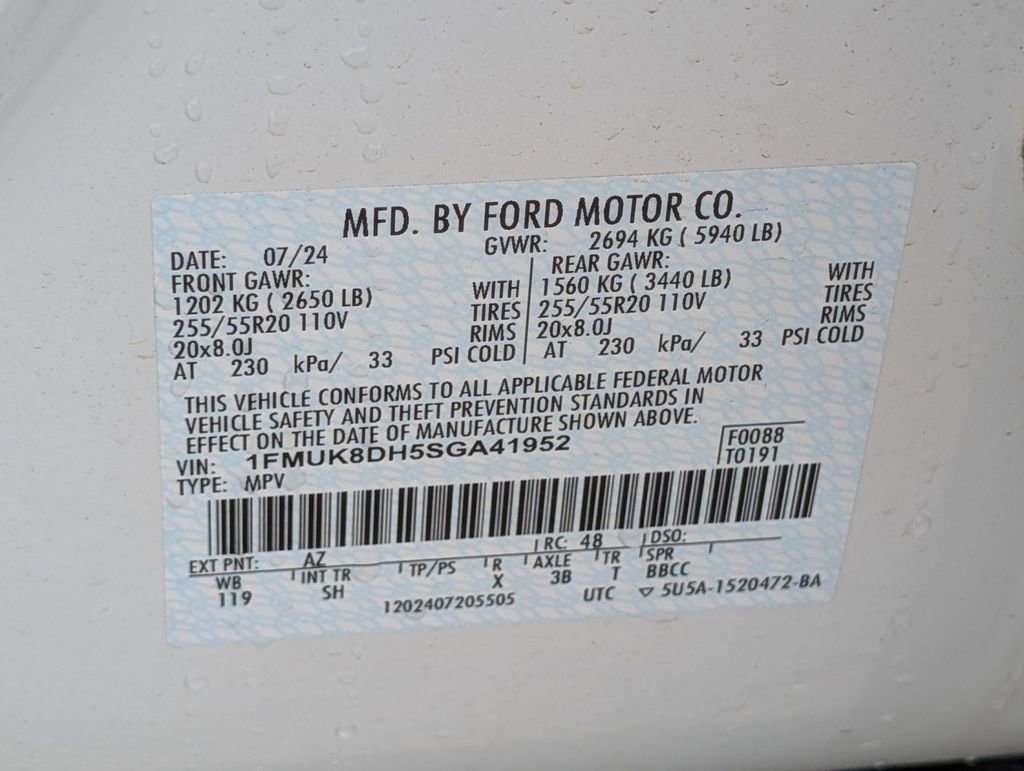 MFD. BY FORD MOTOR CO.
DATE: 07/24 GVWR: 2694 KG ( 5940 LB)
FRONT GAWR: REAR GAWR:
1202 KG ( 2650 LB) WITH 1560 KG ( 3440 LB) WITH
255/55R20 110V TIRES 255/55R20 110V TIRES
20x8.0J RIMS 20x8.0J RIMS
AT 230 kPa/ 33 PSI COLD AT 230 kPa/ 33 PSI COLD
THIS VEHICLE CONFORMS TO ALL APPLICABLE FEDERAL MOTOR
VEHICLE SAFETY AND THEFT PREVENTION STANDARDS IN
EFFECT ON THE DATE OF MANUFACTURE SHOWN ABOVE.
VIN: 1FMUK8DH5SGA41952 F0088
TYPE: MPV T0191
EXT PNT: AZ RC: 48 DSO:
WB INT TR TP/PS R AXLE TR SPR
119 SH X 3B T BBCC
1202407205505 UTC ▽ 5U5A-1520472-BA